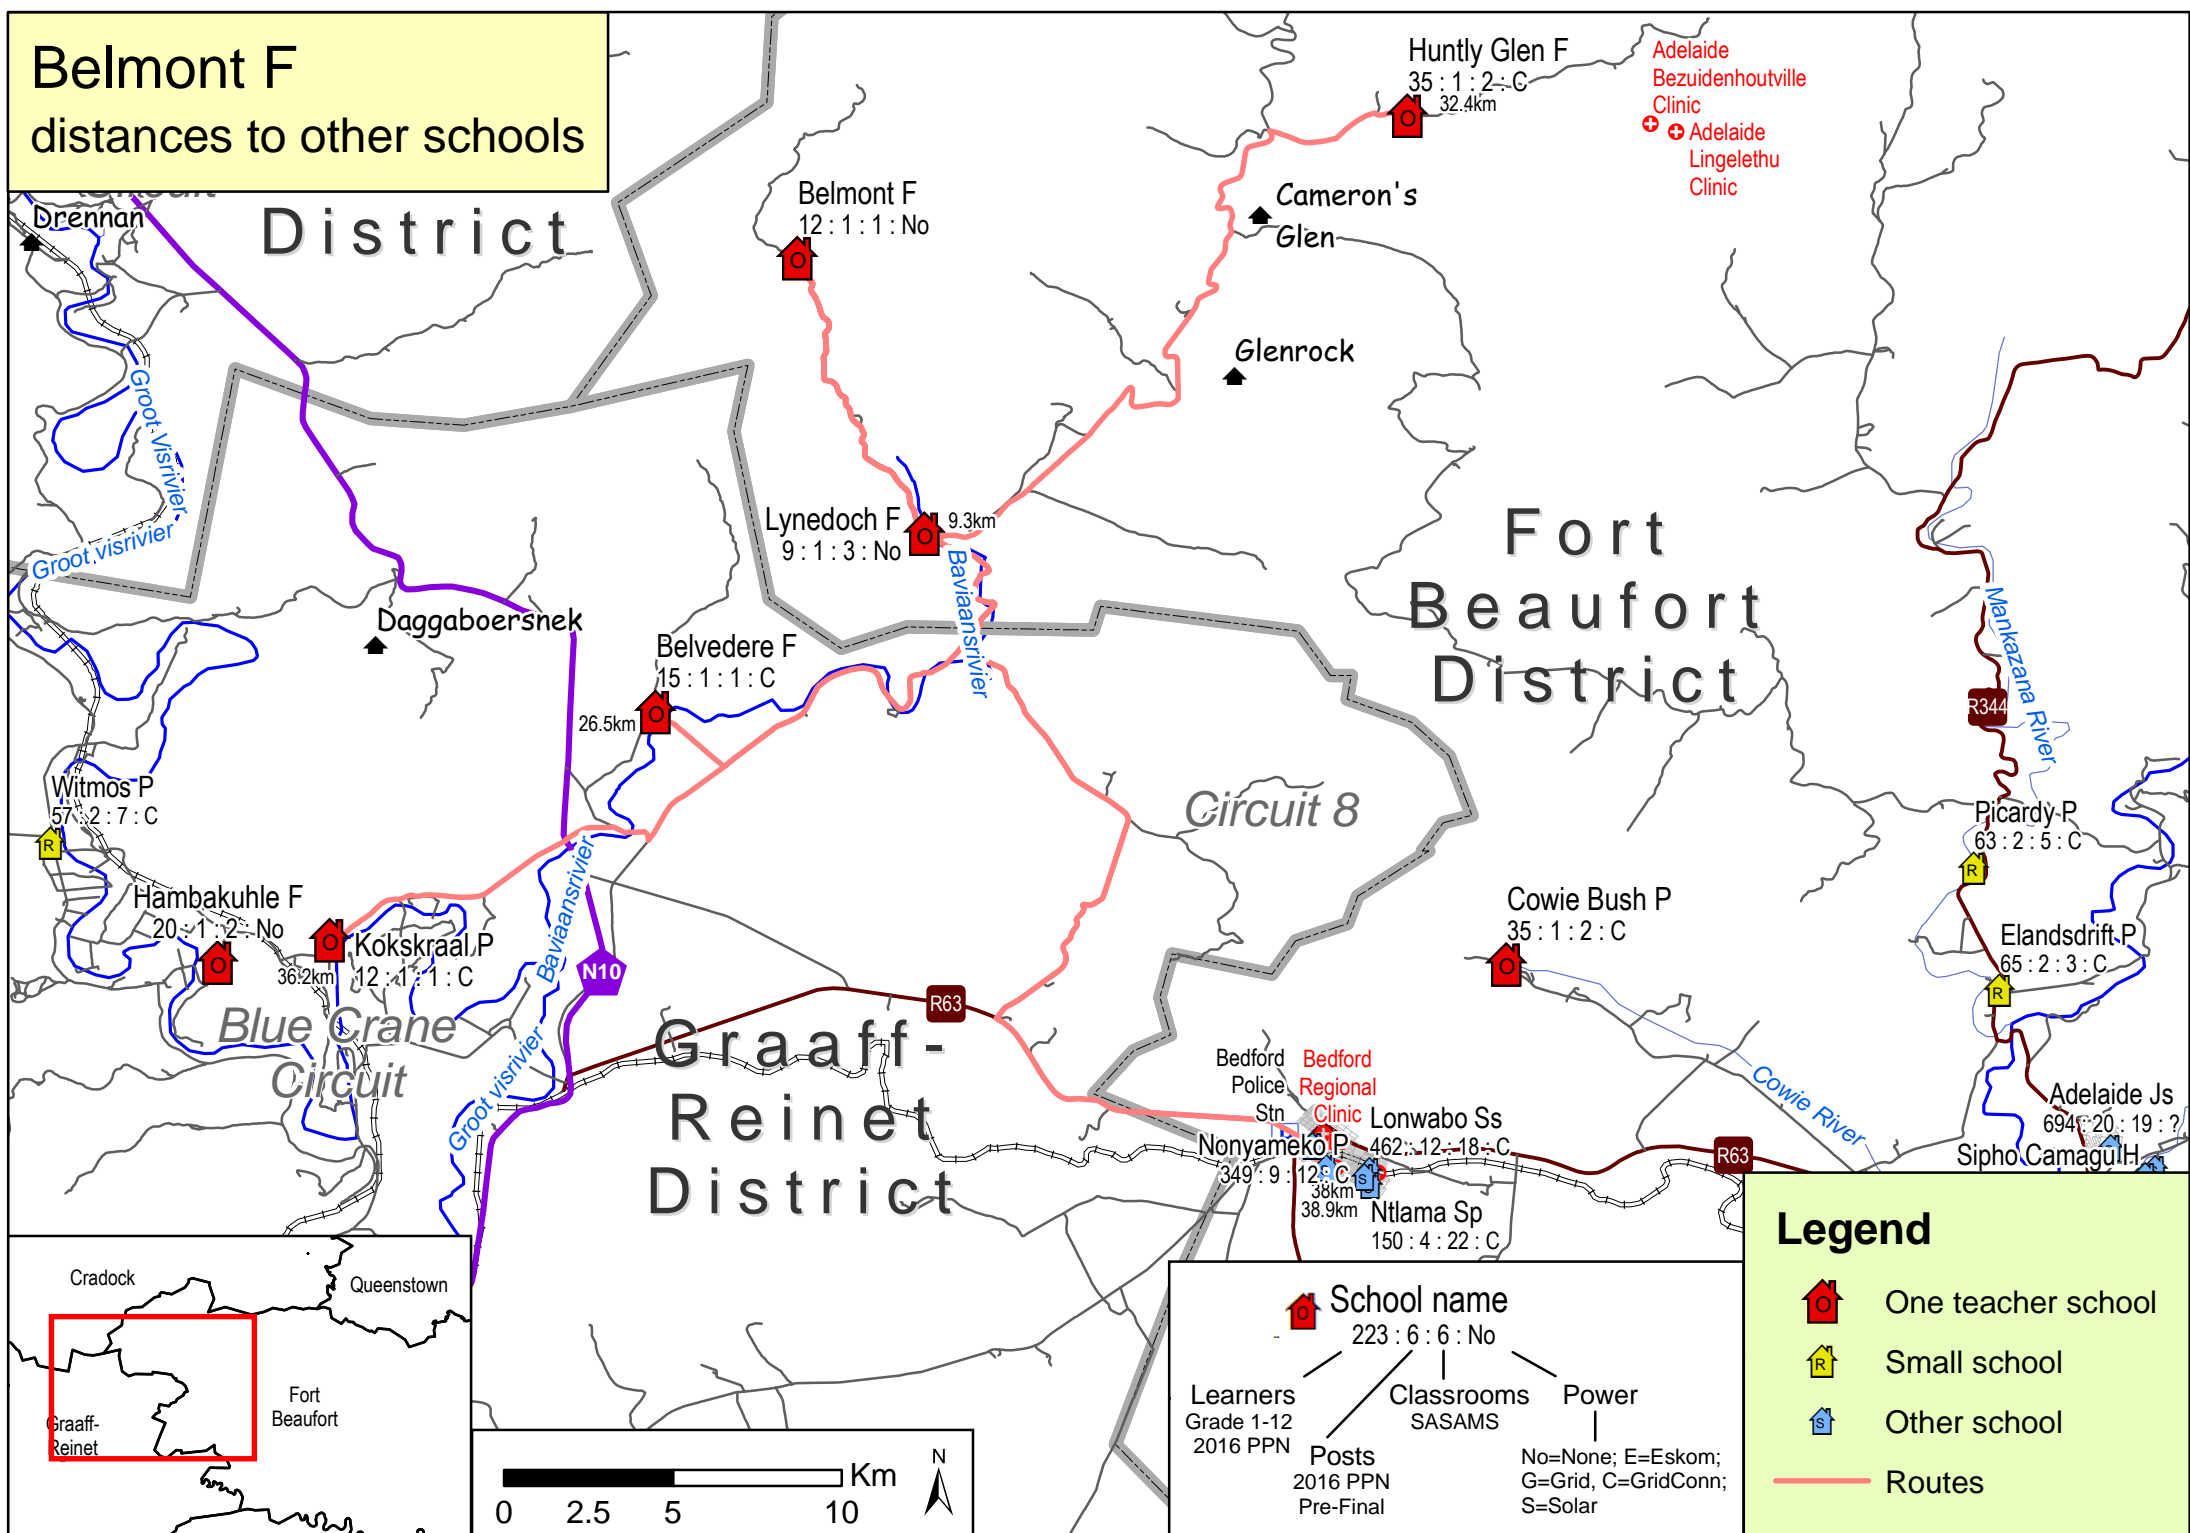 Belmont F
distances to other schools
Circuit
District
Drennan
Huntly Glen F
35 : 1 : 2 : C
32.4km
Adelaide
Bezuidenhoutville
Clinic
Adelaide
Lingelethu
Clinic
Belmont F
12 : 1 : 1 : No
Cameron's
Glen
Glenrock
Groot Visrivier
Groot visrivier
Lynedoch F
9 : 1 : 3 : No
9.3km
Baviaansrivier
Fort
Beaufort
District
Mankazana River
R344
Daggaboersnek
Belvedere F
15 : 1 : 1 : C
26.5km
Witmos P
57 : 2 : 7 : C
R
Circuit 8
Picardy P
63 : 2 : 5 : C
R
Hambakuhle F
20 : 1 : 2 : No
Kokskraal P
12 : 1 : 1 : C
36.2km
Baviaansrivier
N10
Cowie Bush P
35 : 1 : 2 : C
Elandsdrift P
65 : 2 : 3 : C
R
Blue Crane
Circuit
Groot visrivier
R63
Graaff-
Reinet
District
Bedford
Police
Stn
Bedford
Regional
Clinic
Lonwabo Ss
462 : 12 : 18 : C
Nonyameko P
349 : 9 : 12 : C
38km
38.9km
S
Ntlama Sp
150 : 4 : 22 : C
R63
Cowie River
Adelaide Js
694 : 20 : 19 : ?
Sipho Camagu H
Cradock
Queenstown
Fort
Beaufort
Graaff-
Reinet
Km
0 2.5 5 10
N
School name
223 : 6 : 6 : No
Learners
Grade 1-12
2016 PPN
Posts
2016 PPN
Pre-Final
Classrooms
SASAMS
Power
No=None; E=Eskom;
G=Grid, C=GridConn;
S=Solar
Legend
O One teacher school
R Small school
S Other school
Routes